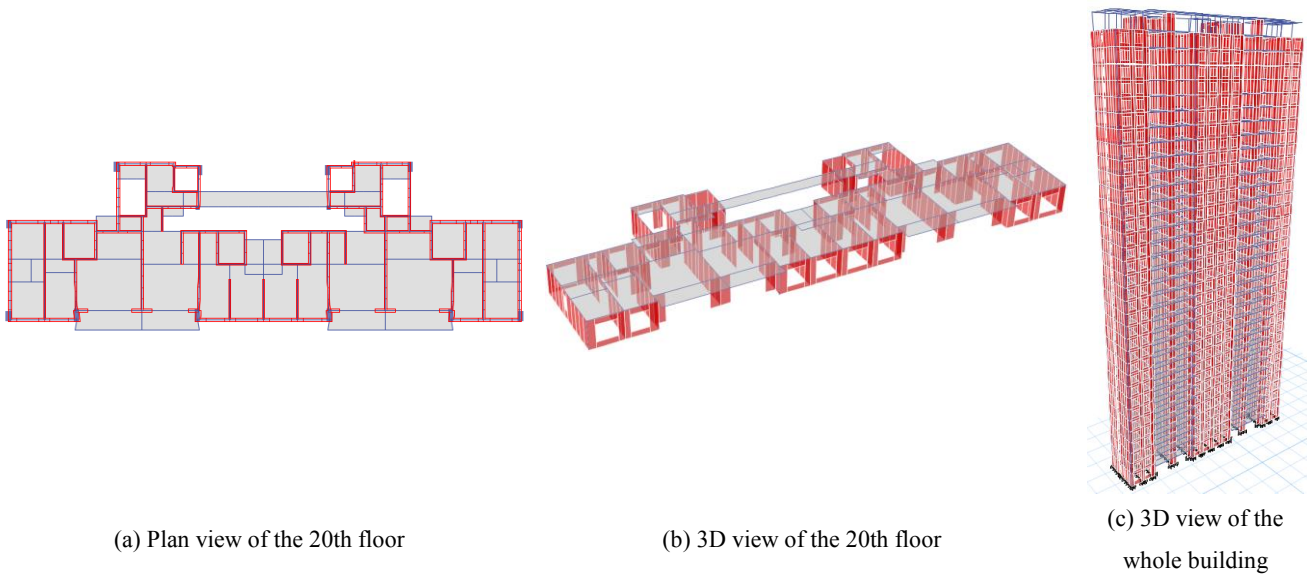 (a) Plan view of the 20th floor
(b) 3D view of the 20th floor
(c) 3D view of the
whole building